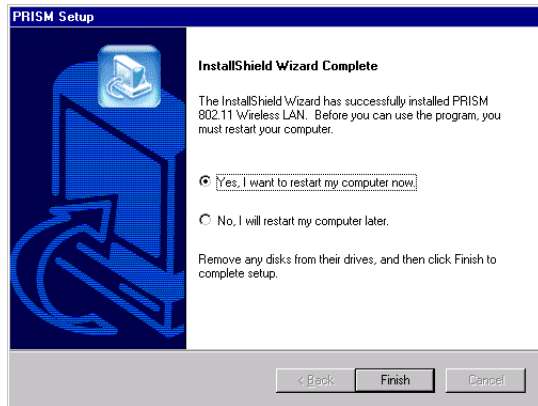 PRISM Setup
InstallShield Wizard Complete
The InstallShield Wizard has successfully installed PRISM
802.11 Wireless LAN. Before you can use the program, you
must restart your computer.
Yes, I want to restart my computer now.
No, I will restart my computer later.
Remove any disks from their drives, and then click Finish to
complete setup.
< Back
Finish
Cancel